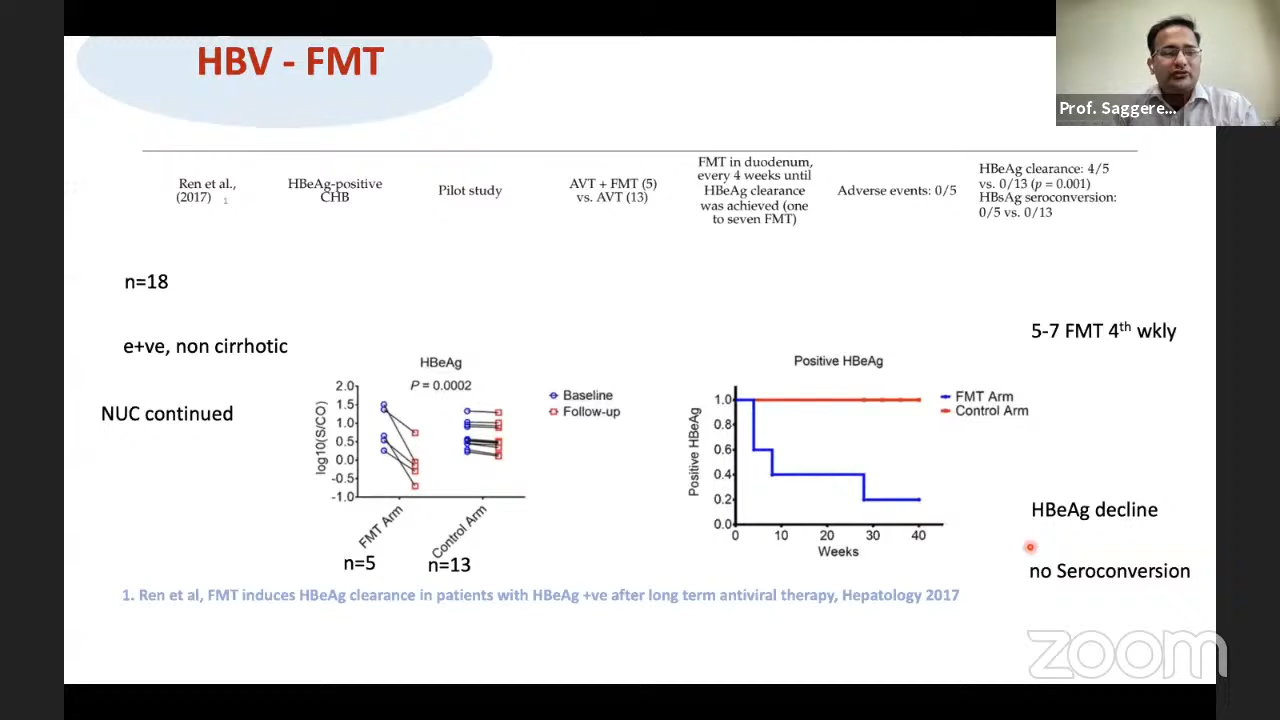 HBV - FMT
Prof. Saggere...
Ren et al.,
(2017) 1
HBeAg-positive
CHB
Pilot study
AVT + FMT (5)
vs. AVT (13)
FMT in duodenum,
every 4 weeks until
HBeAg clearance
was achieved (one
to seven FMT)
Adverse events: 0/5
HBeAg clearance: 4/5
vs. 0/13 (p = 0.001)
HBsAg seroconversion:
0/5 vs. 0/13
n=18
e+ve, non cirrhotic
NUC continued
HBeAg
P = 0.0002
log10(S/CO)
2.0
1.5
1.0
0.5
0.0
-0.5
-1.0
FMT Arm
Control Arm
Baseline
Follow-up
n=5
n=13
Positive HBeAg
Positive HBeAg
1.0
0.8
0.6
0.4
0.2
0.0
0 10 20 30 40
Weeks
FMT Arm
Control Arm
5-7 FMT 4th wkly
HBeAg decline
no Seroconversion
1. Ren et al, FMT induces HBeAg clearance in patients with HBeAg +ve after long term antiviral therapy, Hepatology 2017
zoom